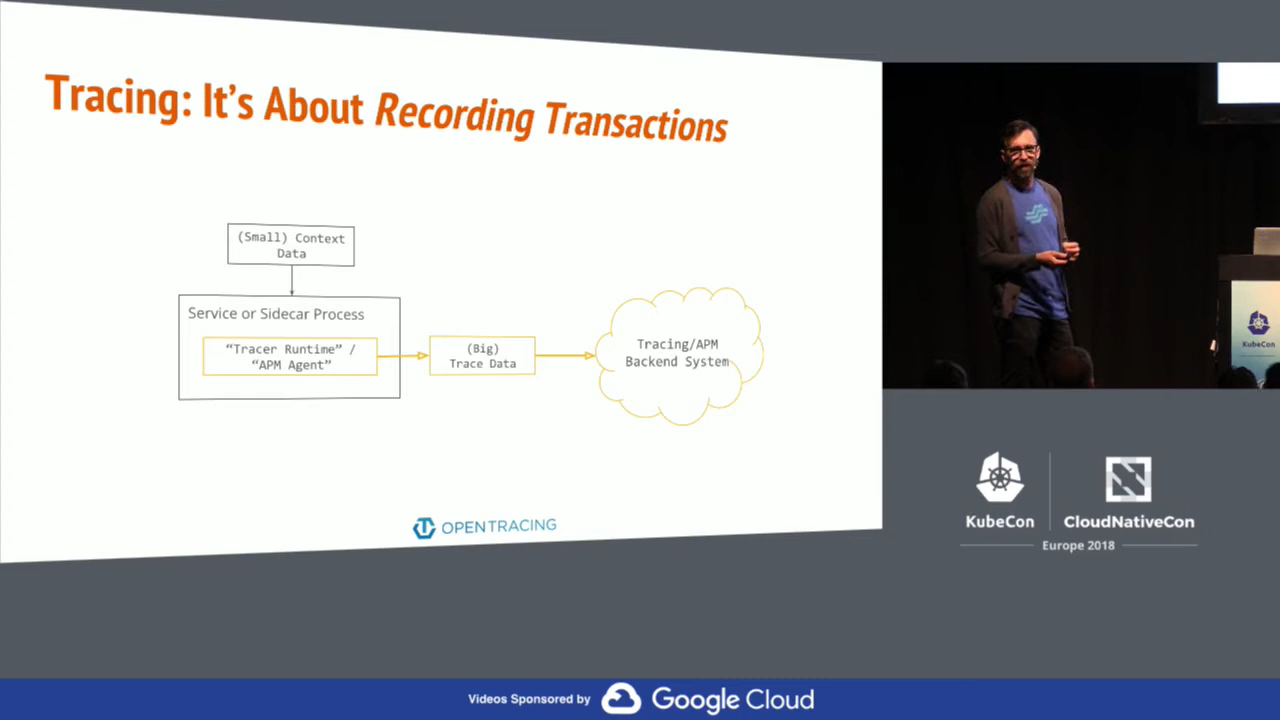 Tracing: It's About Recording Transactions
(Small) Context
Data
Service or Sidecar Process
“Tracer Runtime” /
“APM Agent”
(Big)
Trace Data
Tracing/APM
Backend System
OPENTRACING
KubeCon
KubeCon
CloudNativeCon
Europe 2018
Videos Sponsored by
Google Cloud